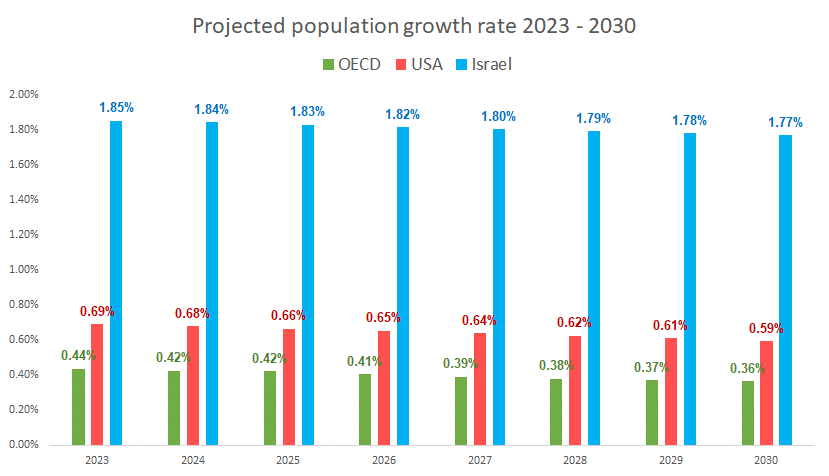 Projected population growth rate 2023 - 2030
OECD USA Israel
2.00%
1.80%
1.60%
1.40%
1.20%
1.00%
0.80%
0.60%
0.40%
0.20%
0.00%
1.85% 1.84% 1.83% 1.82% 1.80% 1.79% 1.78% 1.77%
0.69% 0.68% 0.66% 0.65% 0.64% 0.62% 0.61% 0.59%
0.44% 0.42% 0.42% 0.41% 0.39% 0.38% 0.37% 0.36%
2023 2024 2025 2026 2027 2028 2029 2030